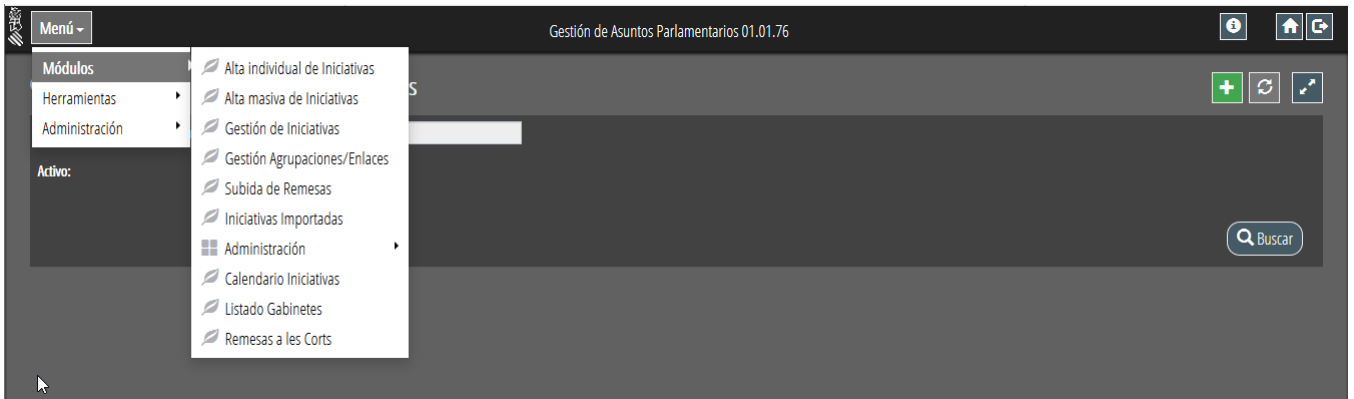 Menú
Gestión de Asuntos Parlamentarios 01.01.76
Módulos
Herramientas
Administración
Alta individual de Iniciativas
Alta masiva de Iniciativas
Gestión de Iniciativas
Gestión Agrupaciones/Enlaces
Subida de Remesas
Iniciativas Importadas
Administración
Calendario Iniciativas
Listado Gabinetes
Remesas a les Corts
s
Activo:
Buscar